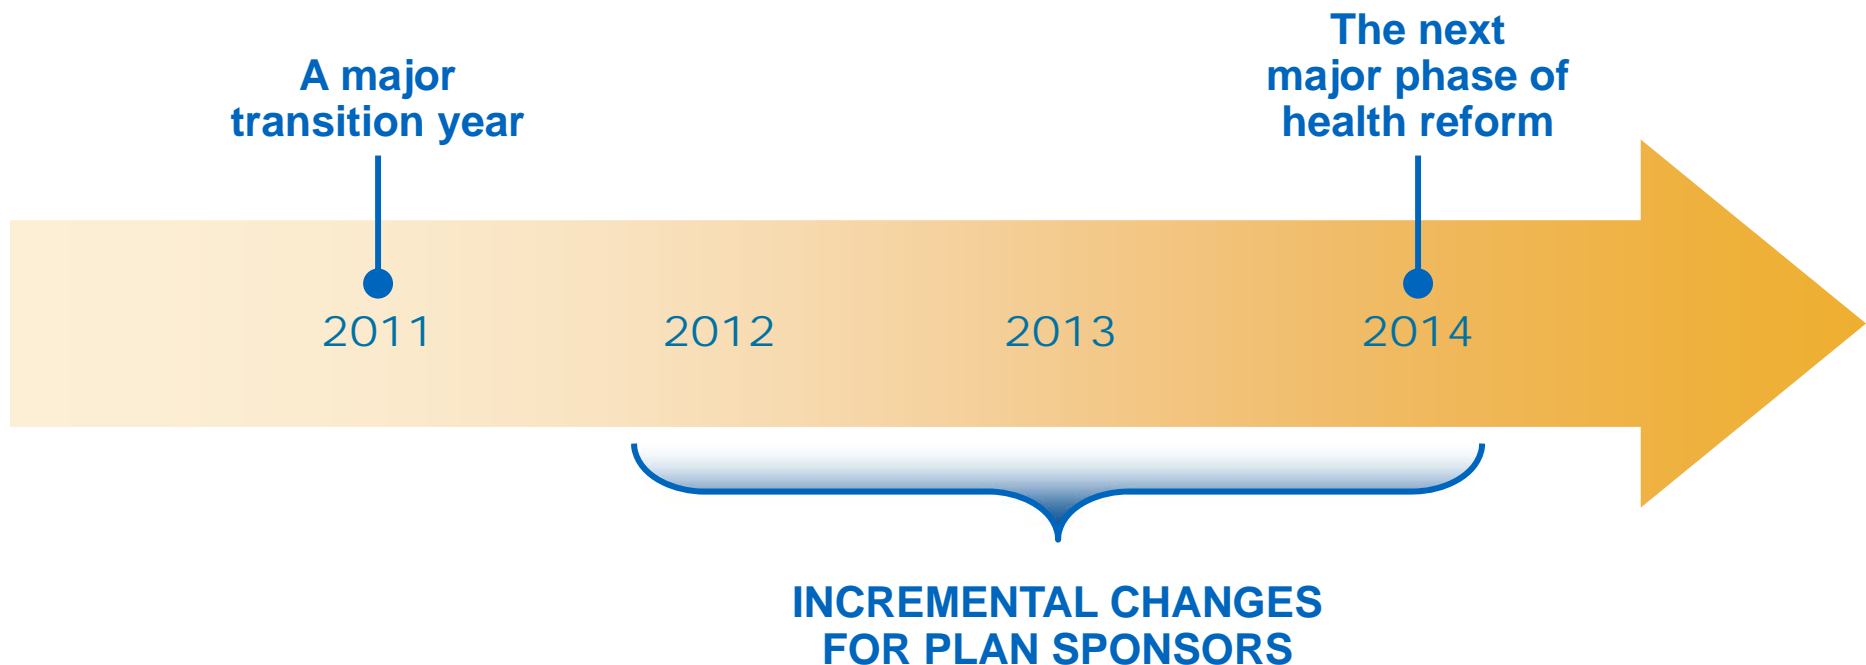 A major
transition year
The next
major phase of
health reform
2011
2012
2013
2014
INCREMENTAL CHANGES
FOR PLAN SPONSORS